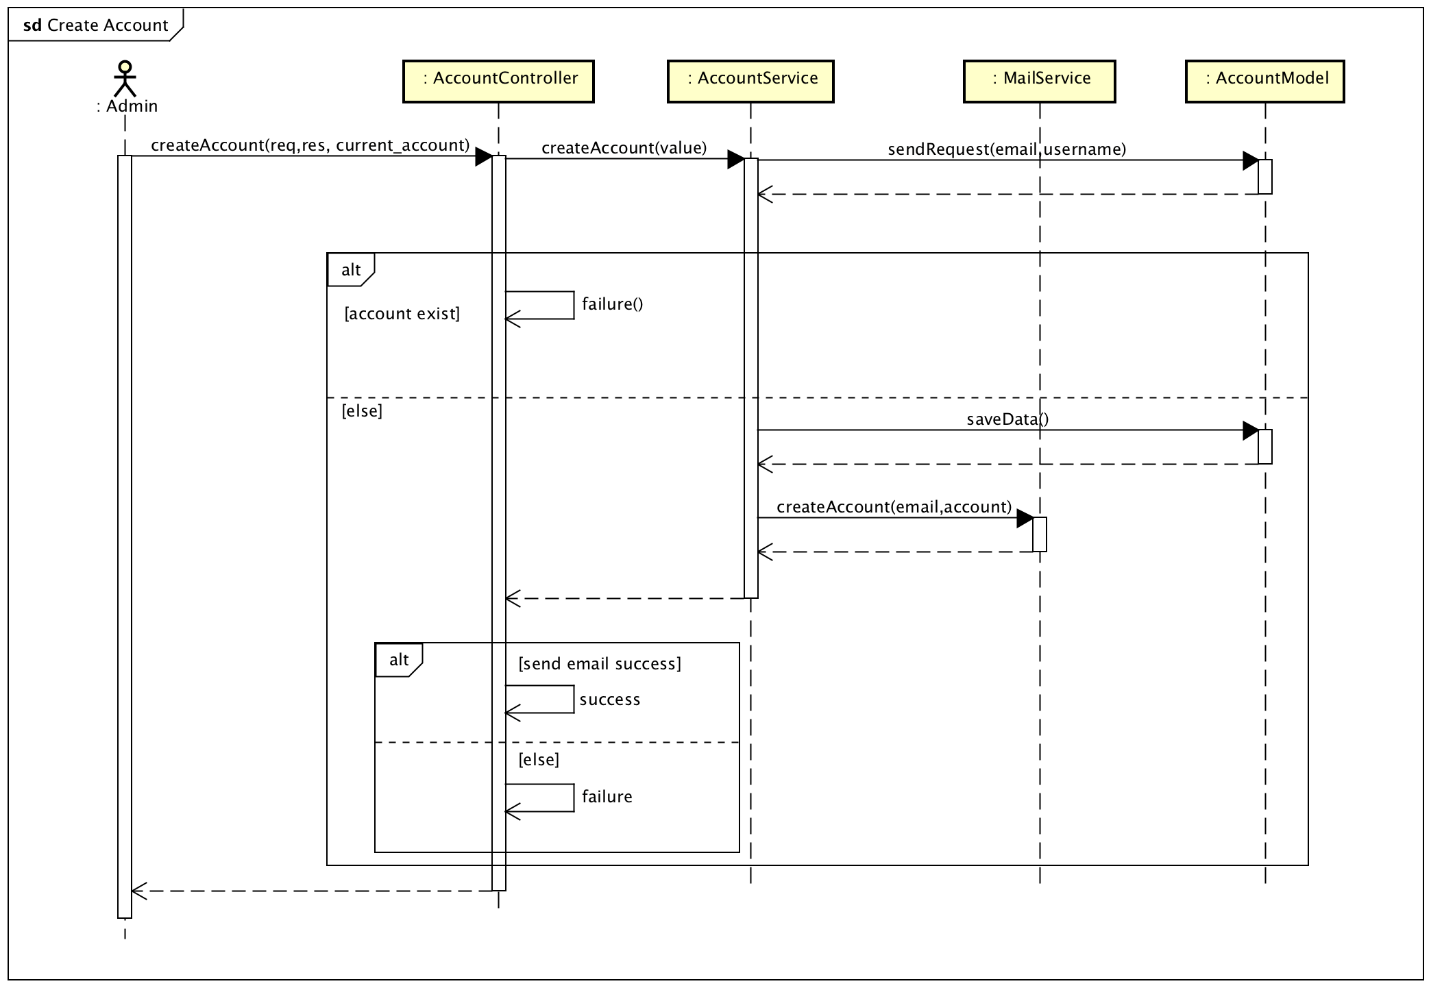 sd Create Account
: Admin
: AccountController
: AccountService
: MailService
: AccountModel
createAccount(req,res, current_account)
createAccount(value)
sendRequest(email,username)
alt
[account exist]
failure()
[else]
saveData()
createAccount(email,account)
alt
[send email success]
success
[else]
failure